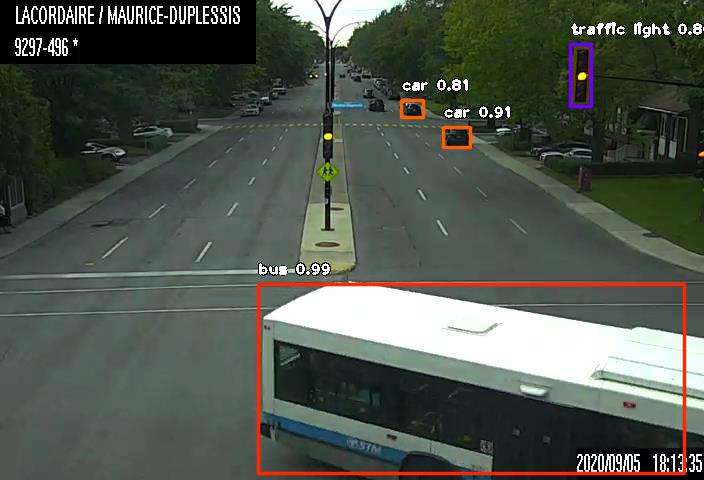 LACORDAIRE / MAURICE-DUPLESSIS
9297-496 *
traffic light 0.8
car 0.81
car 0.91
bus 0.99
STM
2020/09/05 18:13:35